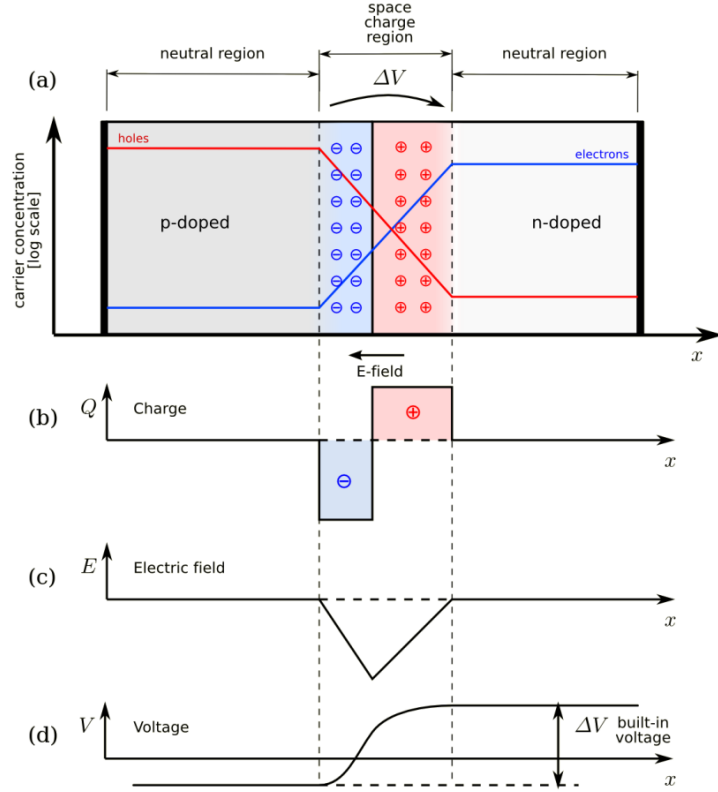 space
charge
region
neutral region
neutral region
(a)
ΔV
holes
electrons
carrier concentration
[log scale]
p-doped
n-doped
x
E-field
(b)
Q
Charge
x
(c)
E
Electric field
x
(d)
V
Voltage
ΔV
built-in
voltage
x